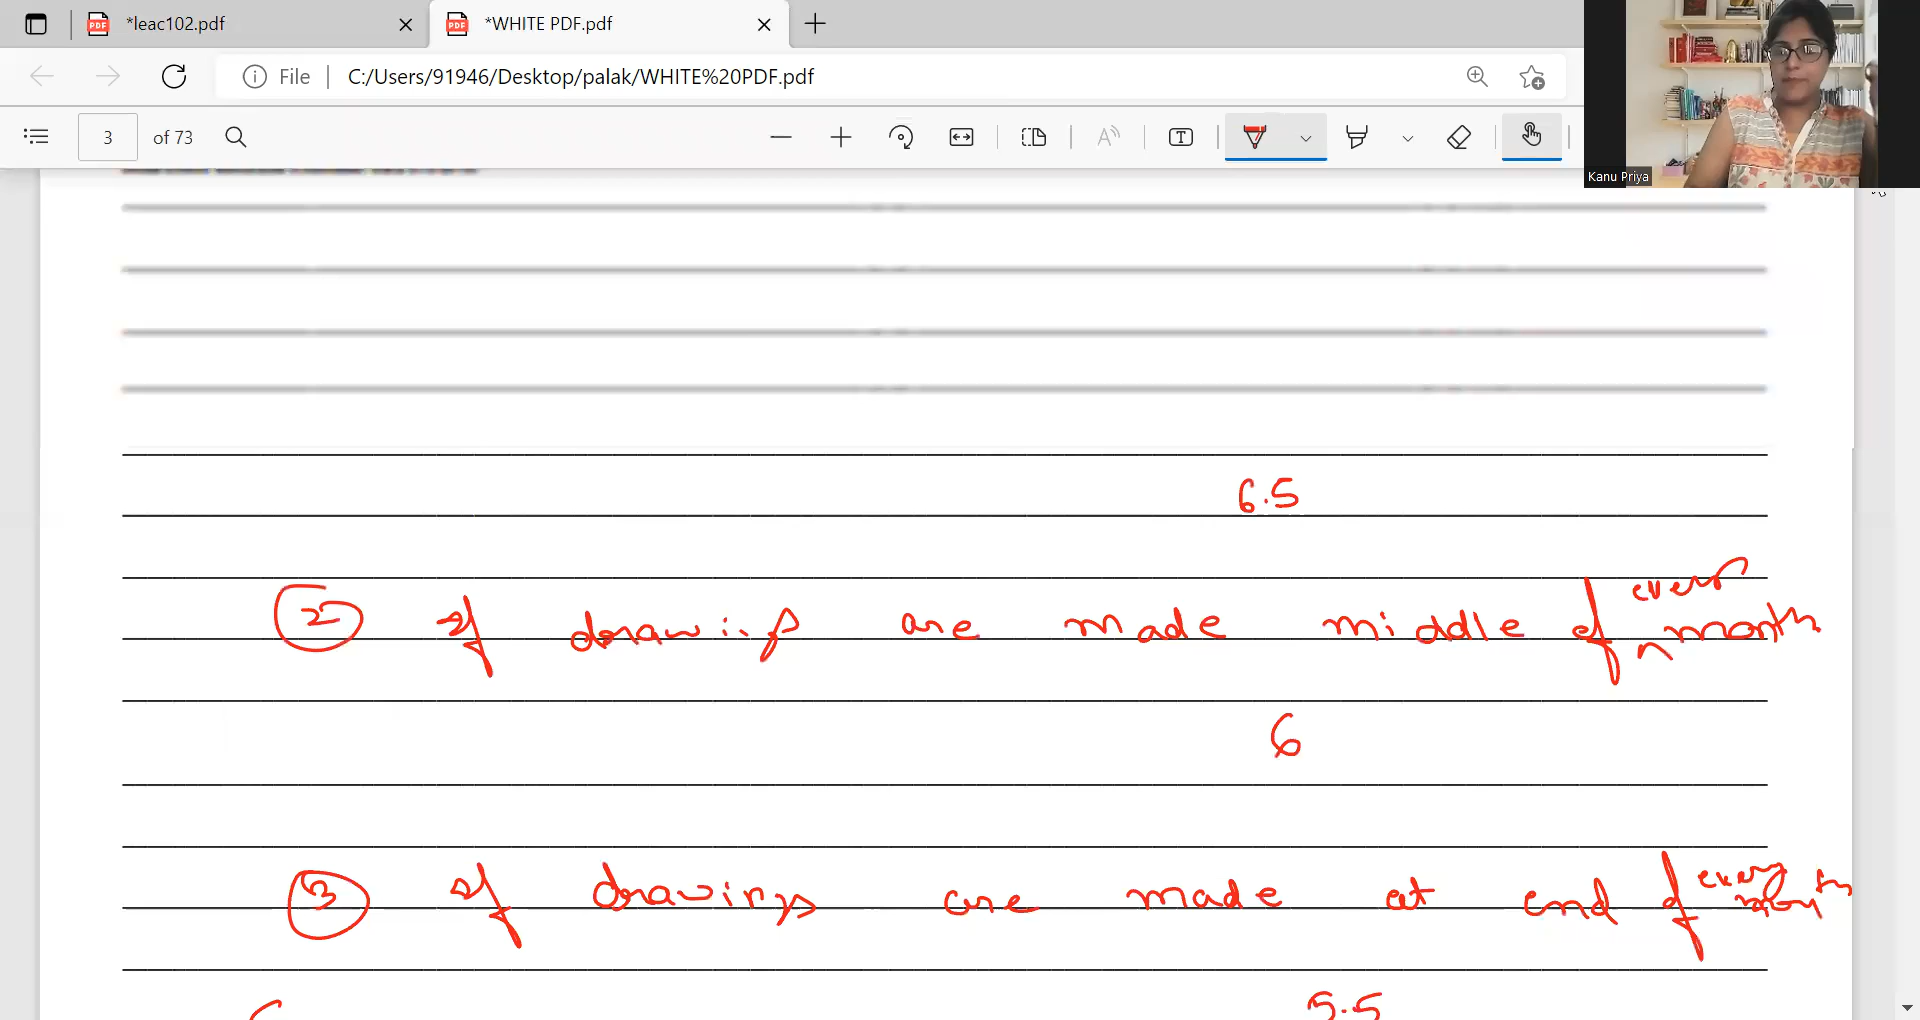 *leac102.pdf
*WHITE PDF.pdf
File
C:/Users/91946/Desktop/palak/WHITE%20PDF.pdf
3 of 73
Kanu Priya
6.5
② If drawings are made middle of every month
6
③ If drawings are made at end of every month
5.5